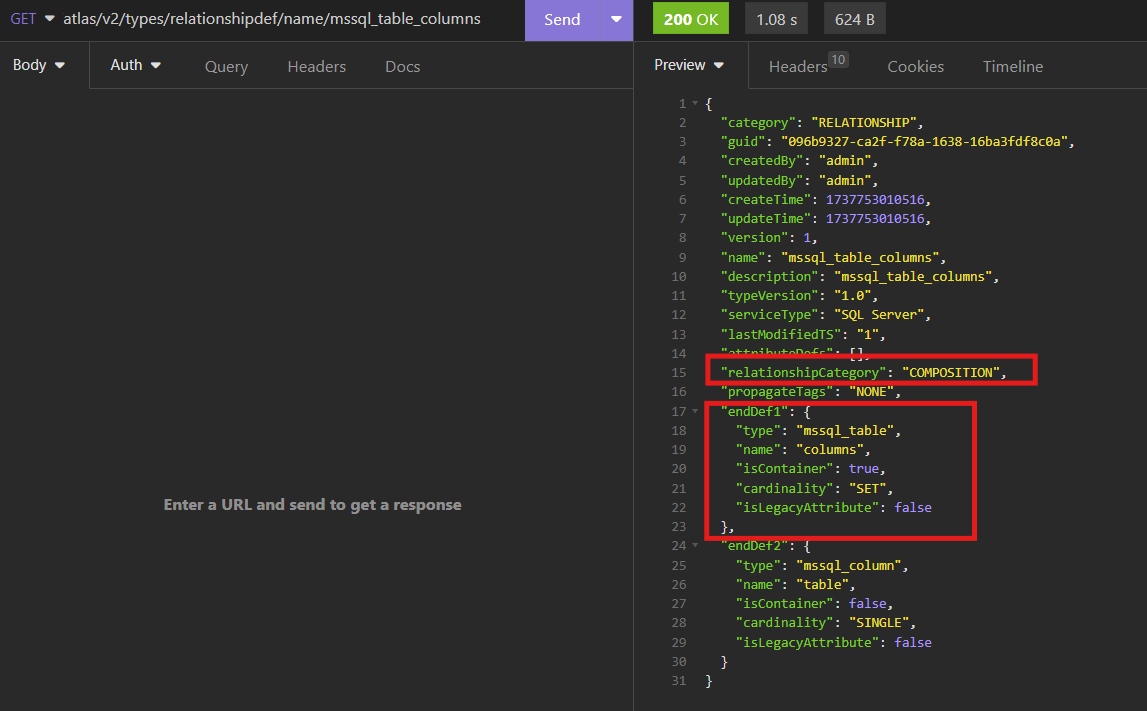 GET atlas/v2/types/relationshipdef/name/mssql_table_columns Send 200 OK 1.08 s 624 B
Body Auth Query Headers Docs
Preview Headers 10 Cookies Timeline
Enter a URL and send to get a response
1 {
2 "category": "RELATIONSHIP",
3 "guid": "096b9327-ca2f-f78a-1638-16ba3fdf8c0a",
4 "createdBy": "admin",
5 "updatedBy": "admin",
6 "createTime": 1737753010516,
7 "updateTime": 1737753010516,
8 "version": 1,
9 "name": "mssql_table_columns",
10 "description": "mssql_table_columns",
11 "typeVersion": "1.0",
12 "serviceType": "SQL Server",
13 "lastModifiedTS": "1",
14 "attributeDefs": [],
15 "relationshipCategory": "COMPOSITION",
16 "propagateTags": "NONE",
17 "endDef1": {
18 "type": "mssql_table",
19 "name": "columns",
20 "isContainer": true,
21 "cardinality": "SET",
22 "isLegacyAttribute": false
23 },
24 "endDef2": {
25 "type": "mssql_column",
26 "name": "table",
27 "isContainer": false,
28 "cardinality": "SINGLE",
29 "isLegacyAttribute": false
30 }
31 }